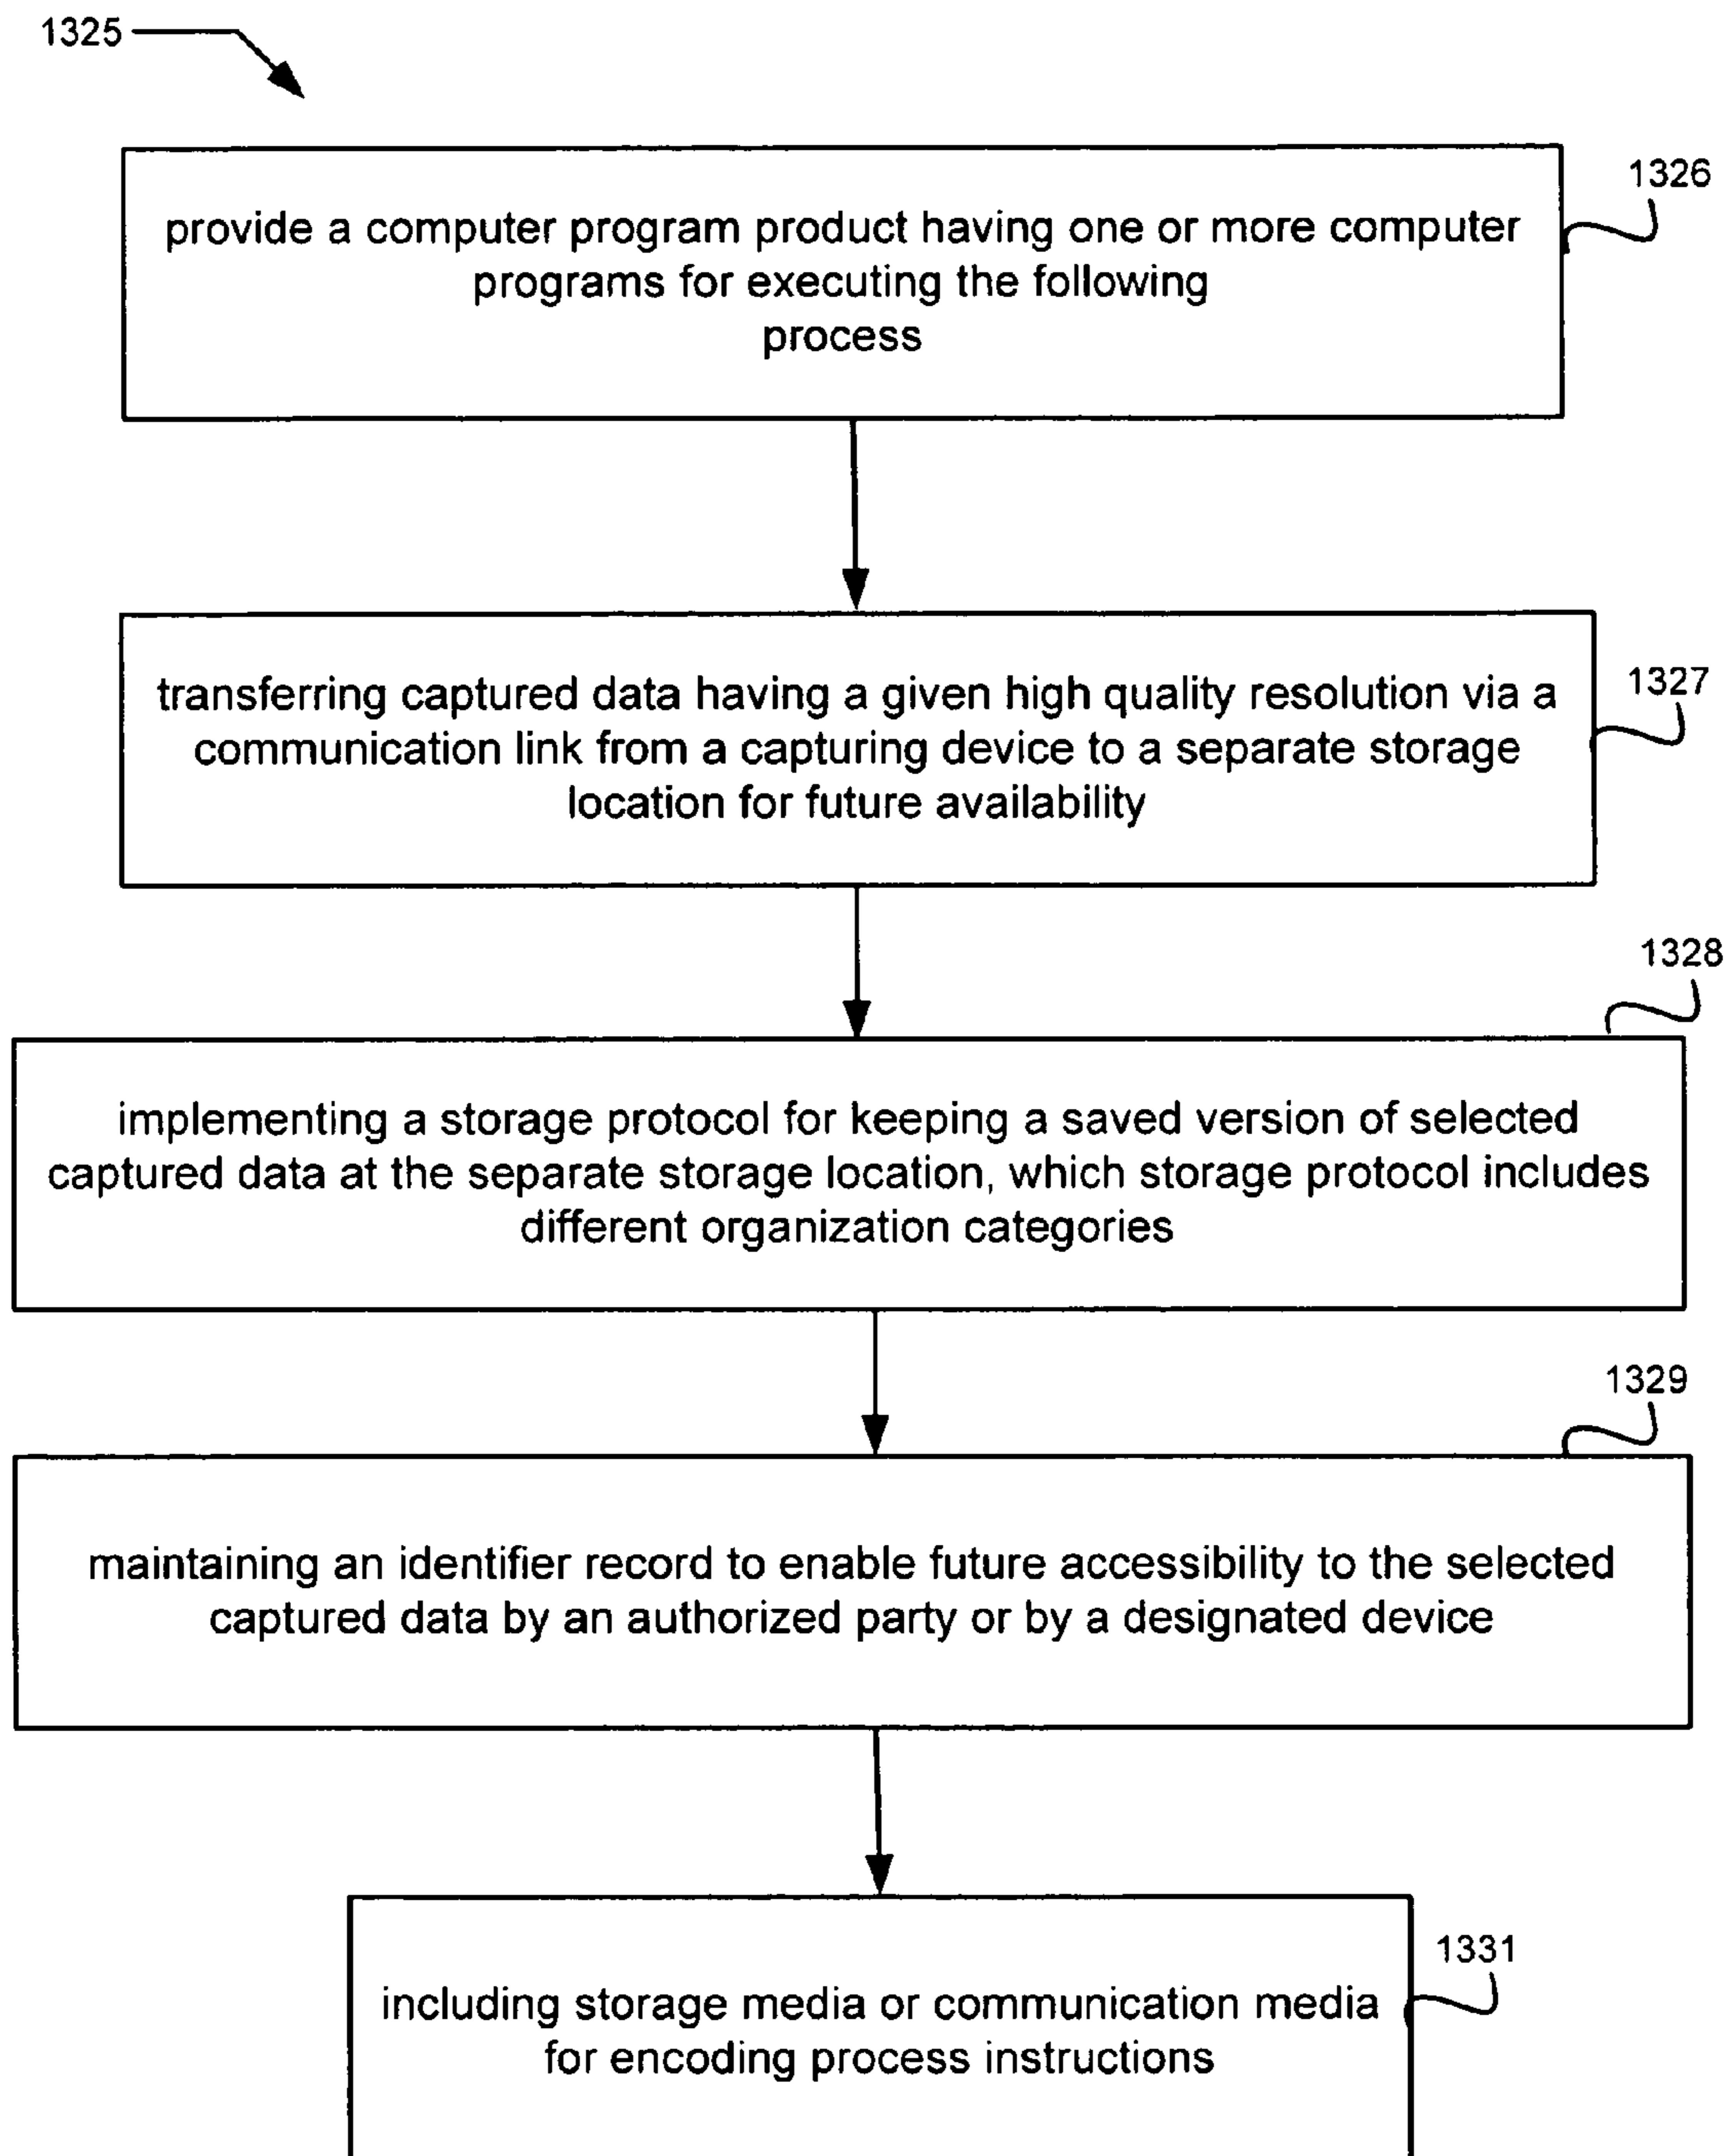 1325
1326
provide a computer program product having one or more computer
programs for executing the following
process
1327
transferring captured data having a given high quality resolution via a
communication link from a capturing device to a separate storage
location for future availability
1328
implementing a storage protocol for keeping a saved version of selected
captured data at the separate storage location, which storage protocol includes
different organization categories
1329
maintaining an identifier record to enable future accessibility to the selected
captured data by an authorized party or by a designated device
1331
including storage media or communication media
for encoding process instructions